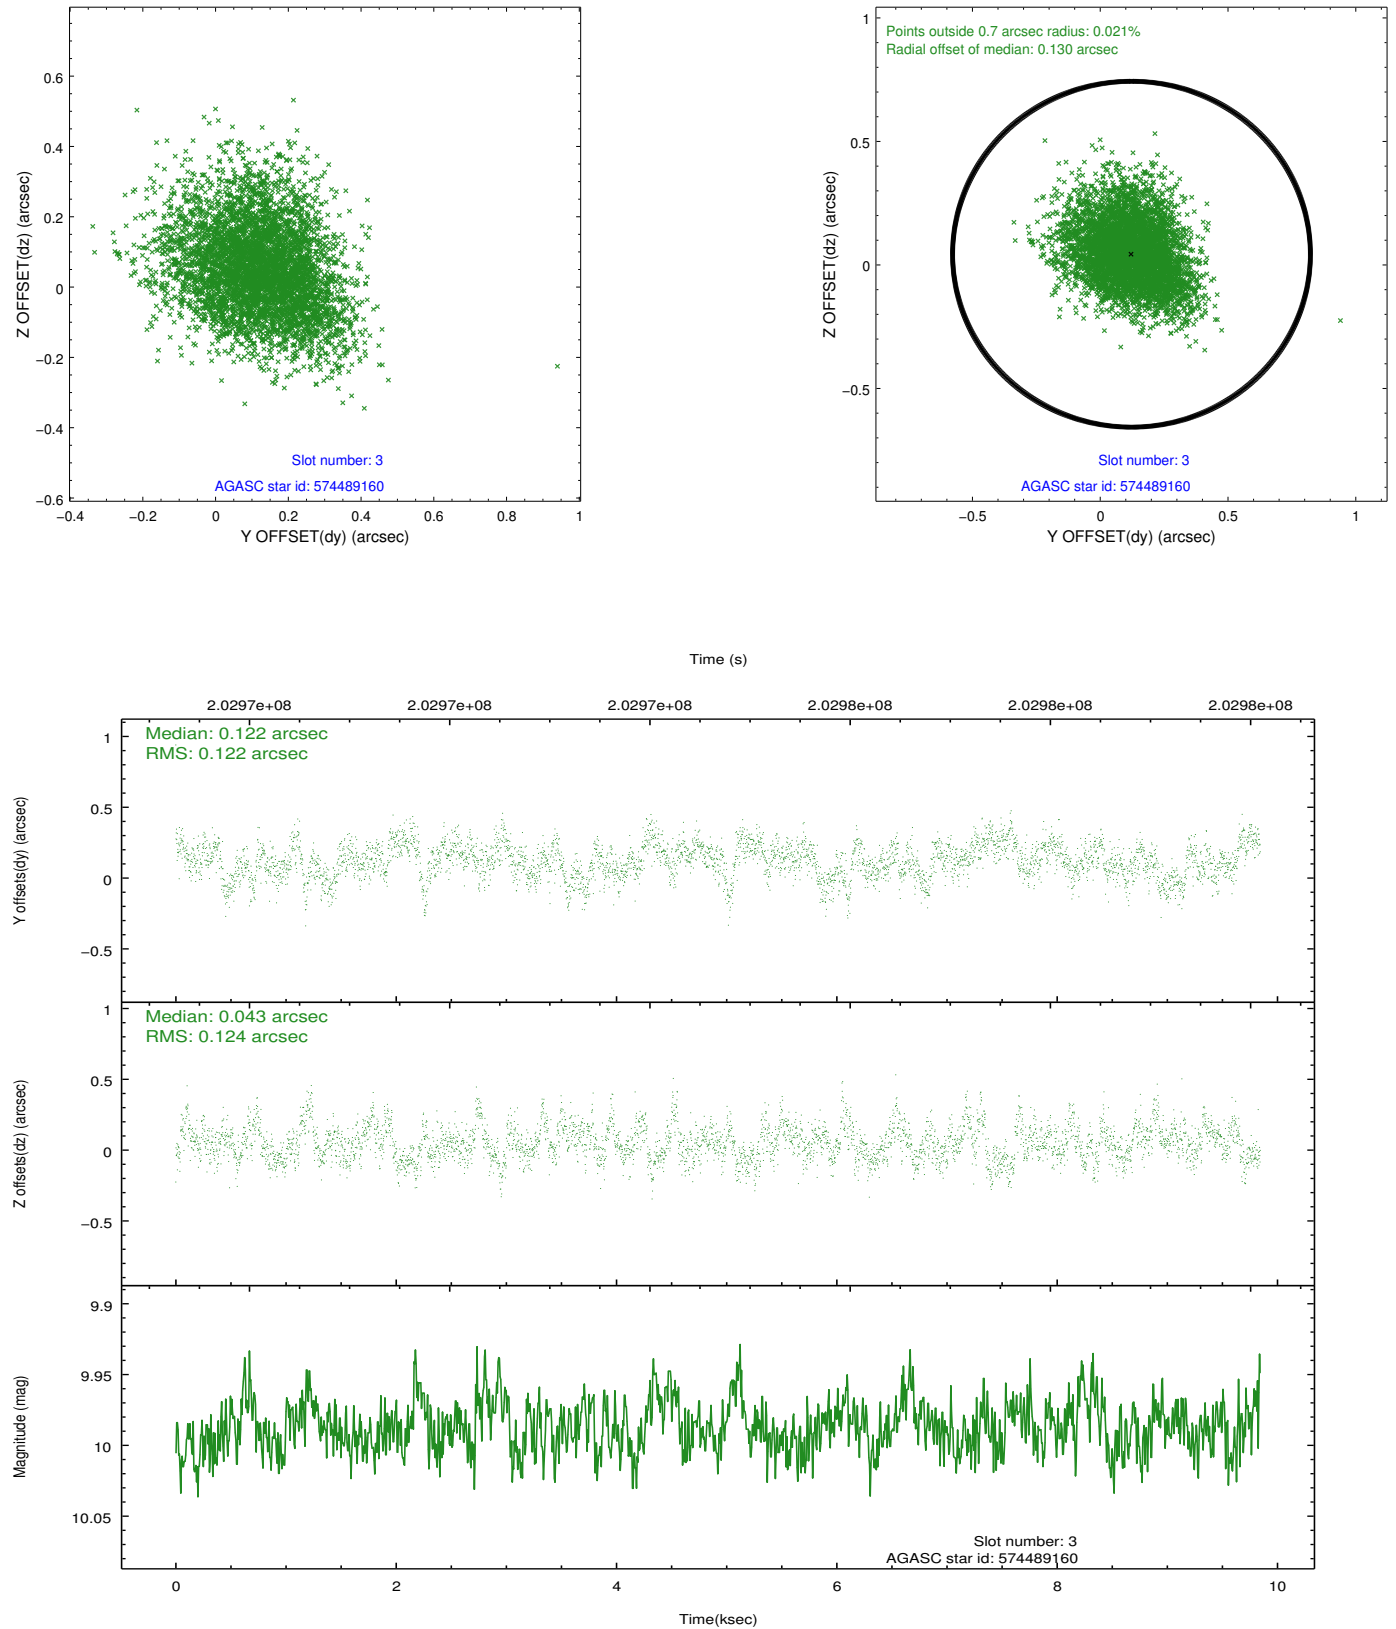 0.6
0.4
0.2
0
−0.2
−0.4
−0.6
Z OFFSET(dz) (arcsec)
Slot number: 3
AGASC star id: 574489160
−0.4 −0.2 0 0.2 0.4 0.6 0.8 1
Y OFFSET(dy) (arcsec)
Points outside 0.7 arcsec radius: 0.021%
Radial offset of median: 0.130 arcsec
1
0.5
0
−0.5
Z OFFSET(dz) (arcsec)
Slot number: 3
AGASC star id: 574489160
−0.5 0 0.5 1
Y OFFSET(dy) (arcsec)
Time (s)
2.0297e+08 2.0297e+08 2.0297e+08 2.0298e+08 2.0298e+08 2.0298e+08
Median: 0.122 arcsec
RMS: 0.122 arcsec
1
0.5
0
−0.5
Y offsets(dy) (arcsec)
Median: 0.043 arcsec
RMS: 0.124 arcsec
1
0.5
0
−0.5
Z offsets(dz) (arcsec)
9.9
9.95
10
10.05
Magnitude (mag)
Slot number: 3
AGASC star id: 574489160
0 2 4 6 8 10
Time(ksec)